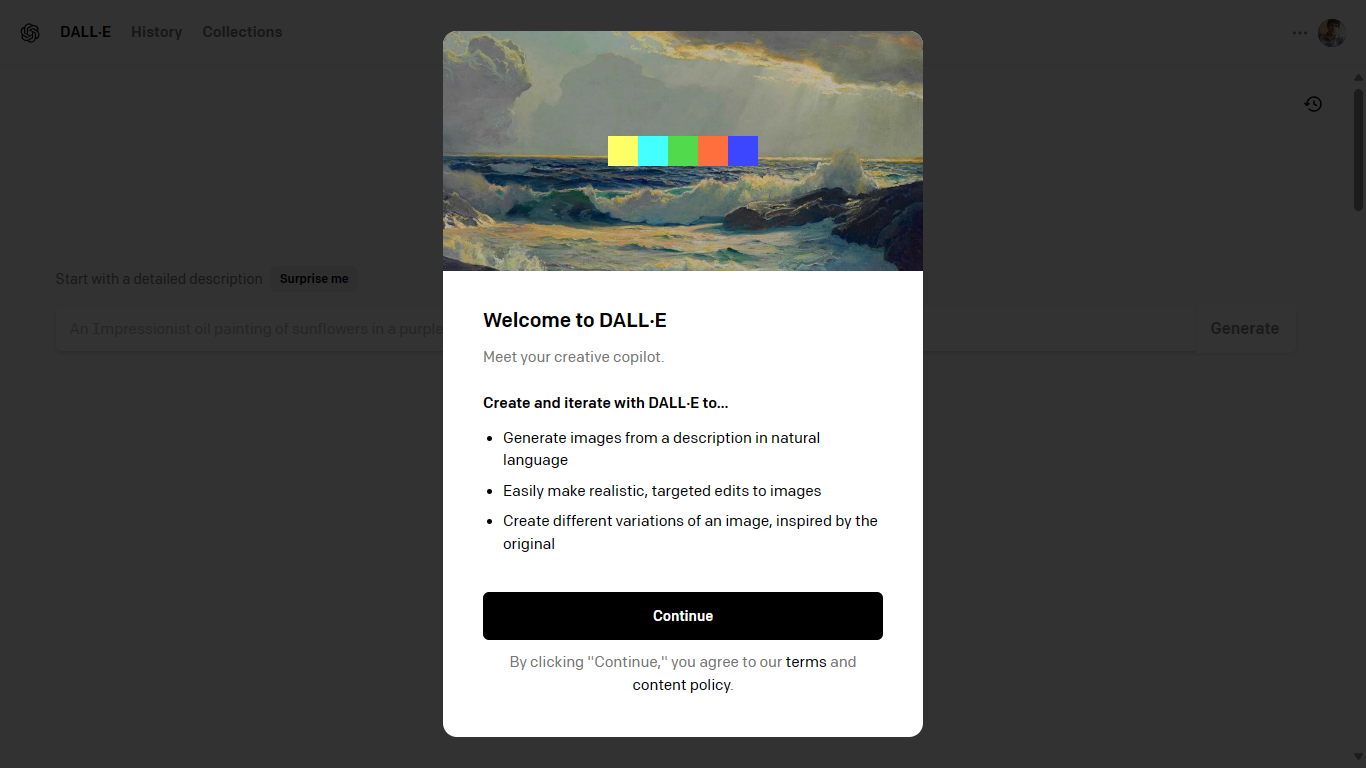 DALL·E History Collections
Start with a detailed description Surprise me
An Impressionist oil painting of sunflowers in a purple
Generate
Welcome to DALL·E
Meet your creative copilot.
Create and iterate with DALL·E to...
• Generate images from a description in natural
language
• Easily make realistic, targeted edits to images
• Create different variations of an image, inspired by the
original
Continue
By clicking "Continue," you agree to our terms and
content policy.